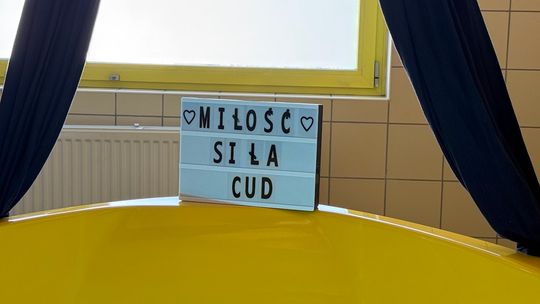 ♡ MIŁOŚĆ ♡
SIŁA
CUD